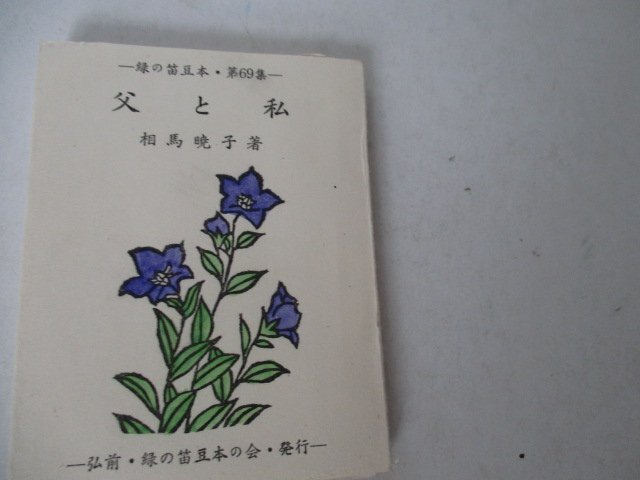 ―緑の笛豆本・第69集―
父と私
相馬暁子著
―弘前・緑の笛豆本の会・発行―